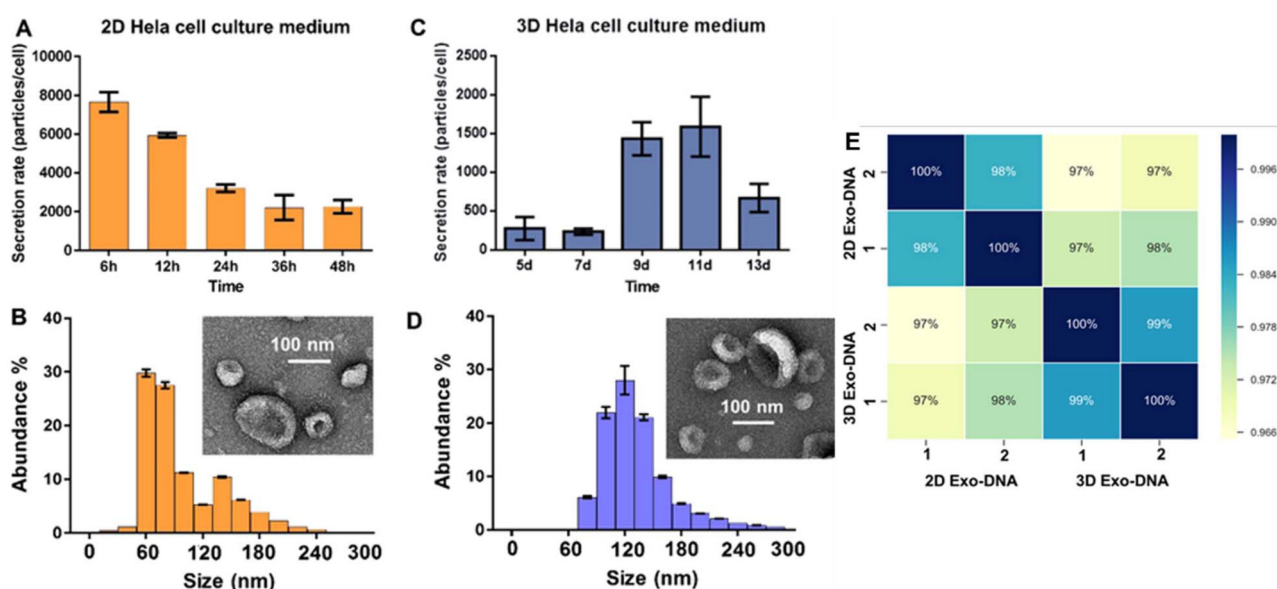 A
2D Hela cell culture medium
Secretion rate (particles/cell)
10000
8000
6000
4000
2000
0
6h 12h 24h 36h 48h
Time
C
3D Hela cell culture medium
Secretion rate (particles/cell)
2500
2000
1500
1000
500
0
5d 7d 9d 11d 13d
Time
B
Abundance %
40
30
20
10
0
100 nm
0 60 120 180 240 300
Size (nm)
D
Abundance %
40
30
20
10
0
100 nm
0 60 120 180 240 300
Size (nm)
E
2D Exo-DNA
2
1
3D Exo-DNA
2
1
100% 98% 97% 97%
98% 100% 97% 98%
97% 97% 100% 99%
97% 98% 99% 100%
1 2 1 2
2D Exo-DNA 3D Exo-DNA
0.996
0.990
0.984
0.978
0.972
0.966